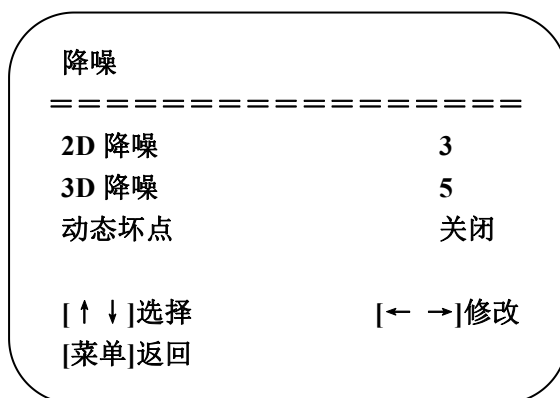 降噪
=================
2D 降噪 3
3D 降噪 5
动态坏点 关闭
[↑ ↓]选择 [← →]修改
[菜单]返回